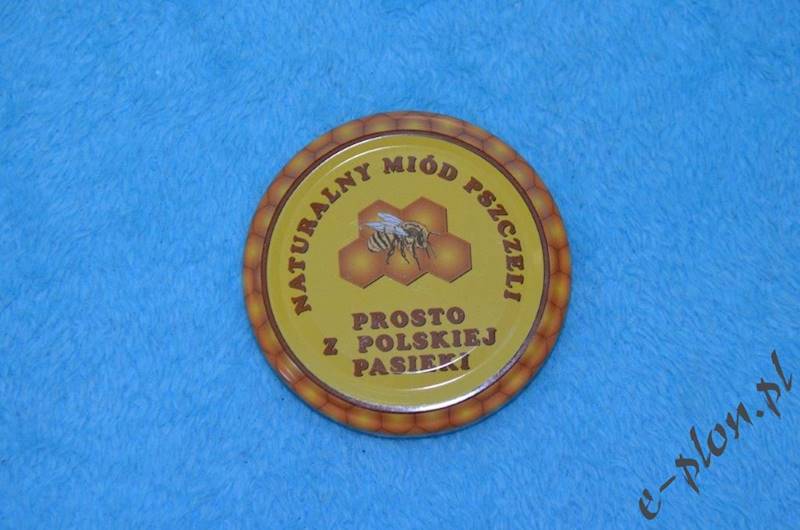 NATURALNY MIÓD PSZCZELI
PROSTO
Z POLSKIEJ
PASIEKI
e-plon.pl